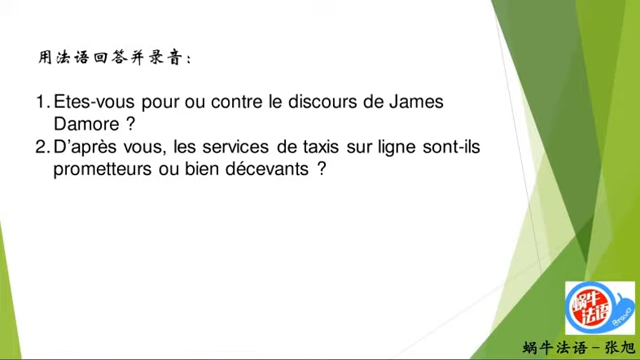 用法语回答并录音：
1. Etes-vous pour ou contre le discours de James
Damore ?
2. D’après vous, les services de taxis sur ligne sont-ils
prometteurs ou bien décevants ?
蜗牛
法语
蜗牛法语－张旭